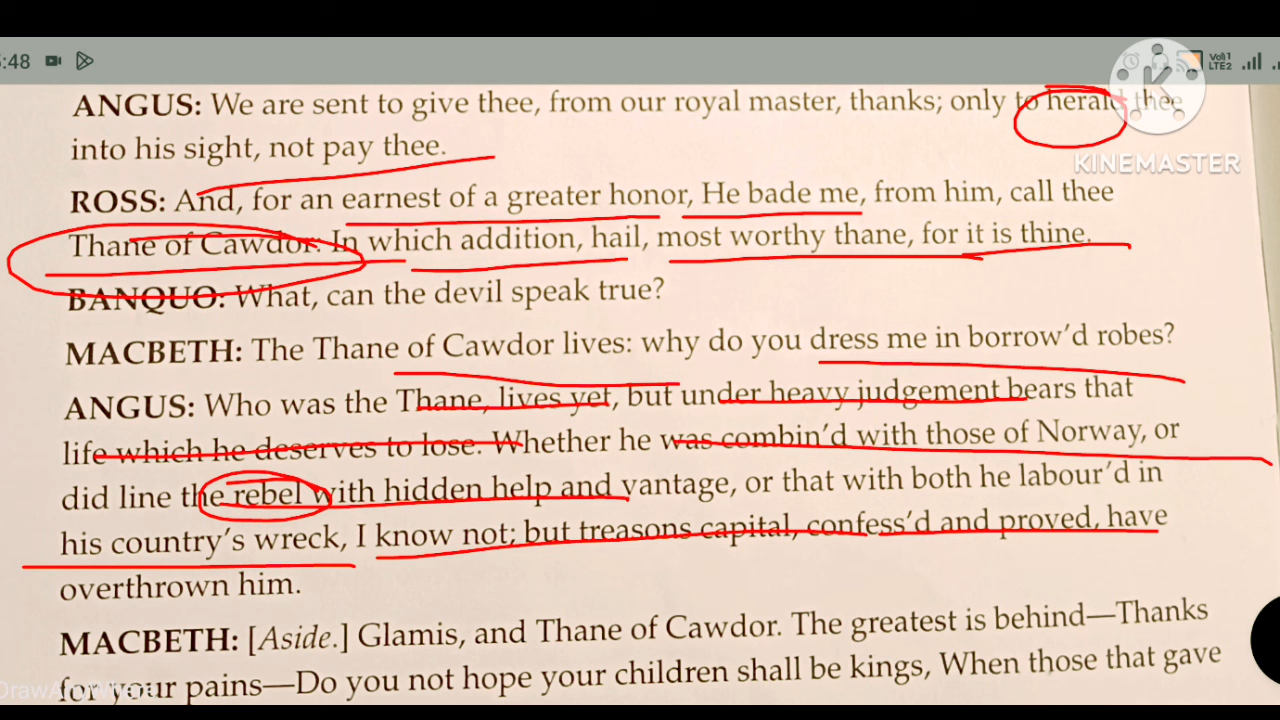 :48 Vo1) LTE2
ANGUS: We are sent to give thee, from our royal master, thanks; only to herald thee
KINEMASTER
into his sight, not pay thee.
ROSS: And, for an earnest of a greater honor, He bade me, from him, call thee
Thane of Cawdor: In which addition, hail, most worthy thane, for it is thine.
BANQUO: What, can the devil speak true?
MACBETH: The Thane of Cawdor lives: why do you dress me in borrow'd robes?
ANGUS: Who was the Thane, lives yet, but under heavy judgement bears that
life which he deserves to lose. Whether he was combin'd with those of Norway, or
did line the rebel with hidden help and vantage, or that with both he labour'd in
his country's wreck, I know not; but treasons capital, confess'd and proved, have
overthrown him.
MACBETH: [Aside.] Glamis, and Thane of Cawdor. The greatest is behind—Thanks
for your pains—Do you not hope your children shall be kings, When those that gave